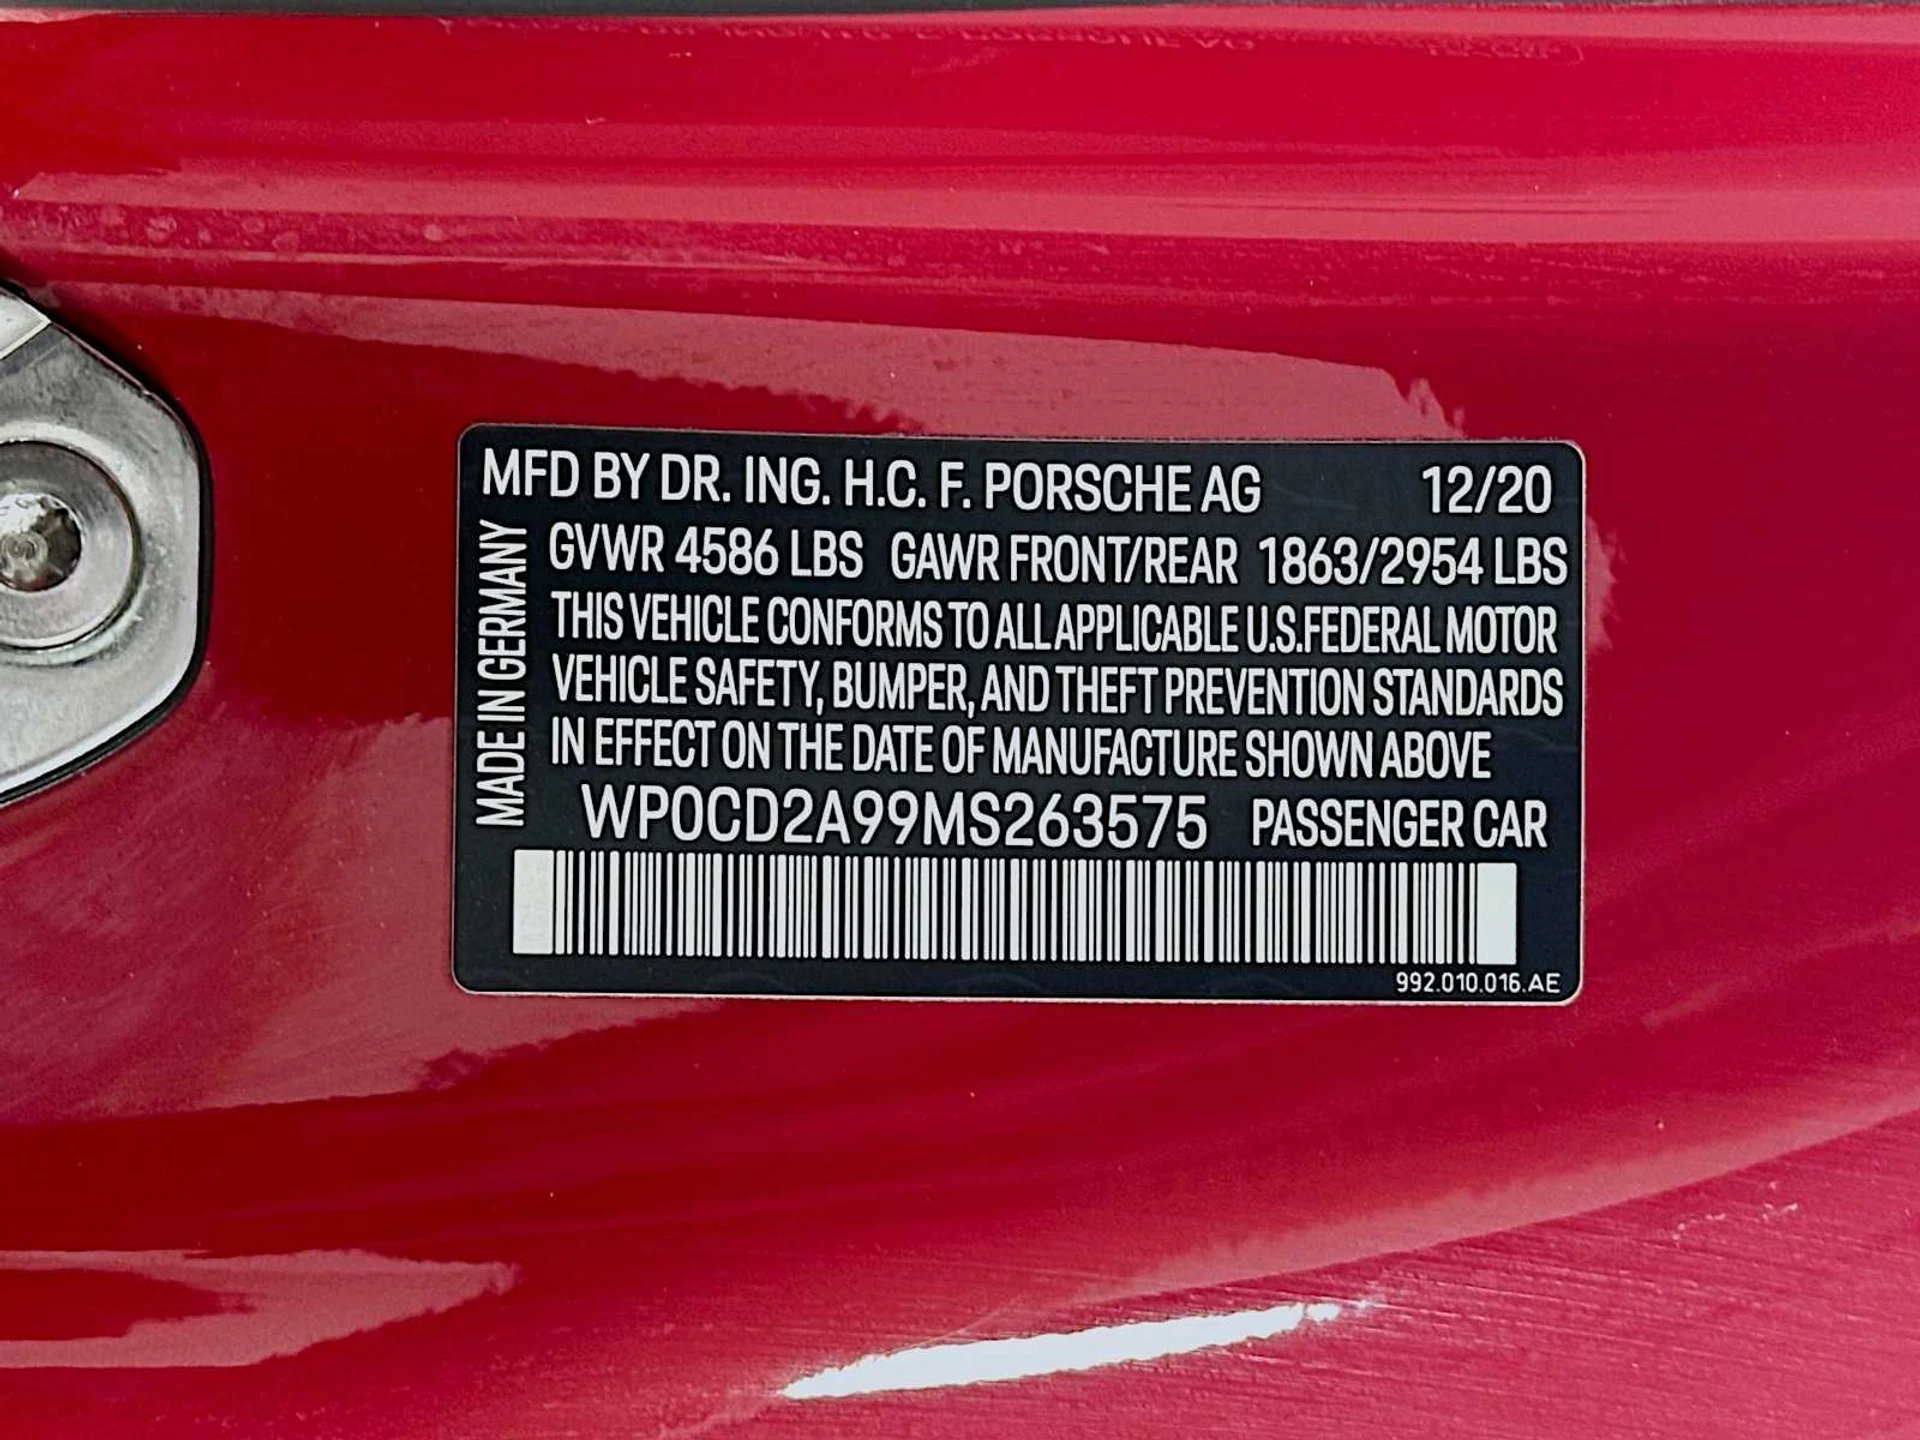 MFD BY DR. ING. H.C. F. PORSCHE AG 12/20
MADE IN GERMANY
GVWR 4586 LBS GAWR FRONT/REAR 1863/2954 LBS
THIS VEHICLE CONFORMS TO ALL APPLICABLE U.S.FEDERAL MOTOR
VEHICLE SAFETY, BUMPER, AND THEFT PREVENTION STANDARDS
IN EFFECT ON THE DATE OF MANUFACTURE SHOWN ABOVE
WP0CD2A99MS263575 PASSENGER CAR
992.010.016.AE